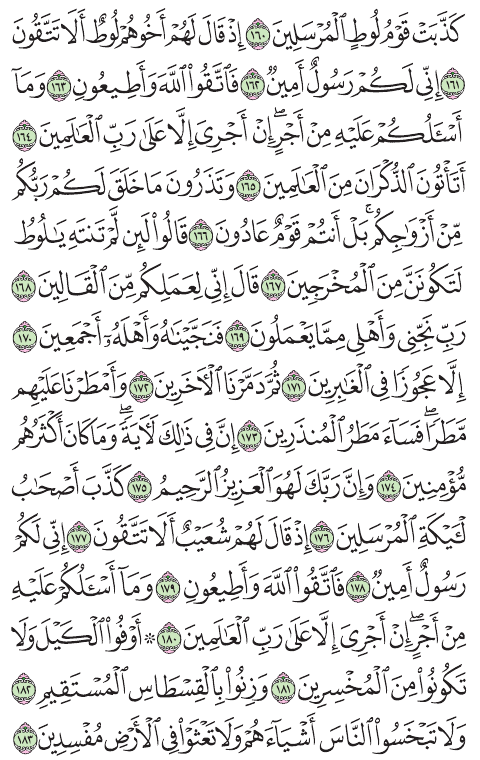 كَذَّبَتْ قَوْمُ لُوطٍ ٱلْمُرْسَلِينَ ١٦٠ إِذْ قَالَ لَهُمْ أَخُوهُمْ لُوطٌ أَلَا تَتَّقُونَ
١٦١ إِنِّى لَكُمْ رَسُولٌ أَمِينٌ ١٦٢ فَٱتَّقُوا۟ ٱللَّهَ وَأَطِيعُونِ ١٦٣ وَمَآ
أَسْـَٔلُكُمْ عَلَيْهِ مِنْ أَجْرٍ ۖ إِنْ أَجْرِىَ إِلَّا عَلَىٰ رَبِّ ٱلْعَـٰلَمِينَ ١٦٤
أَتَأْتُونَ ٱلذُّكْرَانَ مِنَ ٱلْعَـٰلَمِينَ ١٦٥ وَتَذَرُونَ مَا خَلَقَ لَكُمْ رَبُّكُم
مِّنْ أَزْوَٰجِكُم ۚ بَلْ أَنتُمْ قَوْمٌ عَادُونَ ١٦٦ قَالُوا۟ لَئِن لَّمْ تَنتَهِ يَـٰلُوطُ
لَتَكُونَنَّ مِنَ ٱلْمُخْرَجِينَ ١٦٧ قَالَ إِنِّى لِعَمَلِكُم مِّنَ ٱلْقَالِينَ ١٦٨
رَبِّ نَجِّنِى وَأَهْلِى مِمَّا يَعْمَلُونَ ١٦٩ فَنَجَّيْنَـٰهُ وَأَهْلَهُۥٓ أَجْمَعِينَ ١٧٠
إِلَّا عَجُوزًا فِى ٱلْغَـٰبِرِينَ ١٧١ ثُمَّ دَمَّرْنَا ٱلْـَٔاخَرِينَ ١٧٢ وَأَمْطَرْنَا عَلَيْهِم
مَّطَرًا ۖ فَسَآءَ مَطَرُ ٱلْمُنذَرِينَ ١٧٣ إِنَّ فِى ذَٰلِكَ لَـَٔايَةً ۖ وَمَا كَانَ أَكْثَرُهُم
مُّؤْمِنِينَ ١٧٤ وَإِنَّ رَبَّكَ لَهُوَ ٱلْعَزِيزُ ٱلرَّحِيمُ ١٧٥ كَذَّبَ أَصْحَـٰبُ
لْـَٔيْكَةِ ٱلْمُرْسَلِينَ ١٧٦ إِذْ قَالَ لَهُمْ شُعَيْبٌ أَلَا تَتَّقُونَ ١٧٧ إِنِّى لَكُمْ
رَسُولٌ أَمِينٌ ١٧٨ فَٱتَّقُوا۟ ٱللَّهَ وَأَطِيعُونِ ١٧٩ وَمَآ أَسْـَٔلُكُمْ عَلَيْهِ
مِنْ أَجْرٍ ۖ إِنْ أَجْرِىَ إِلَّا عَلَىٰ رَبِّ ٱلْعَـٰلَمِينَ ١٨٠ ۞ أَوْفُوا۟ ٱلْكَيْلَ وَلَا
تَكُونُوا۟ مِنَ ٱلْمُخْسِرِينَ ١٨١ وَزِنُوا۟ بِٱلْقِسْطَاسِ ٱلْمُسْتَقِيمِ ١٨٢
وَلَا تَبْخَسُوا۟ ٱلنَّاسَ أَشْيَآءَهُمْ وَلَا تَعْثَوْا۟ فِى ٱلْأَرْضِ مُفْسِدِينَ ١٨٣